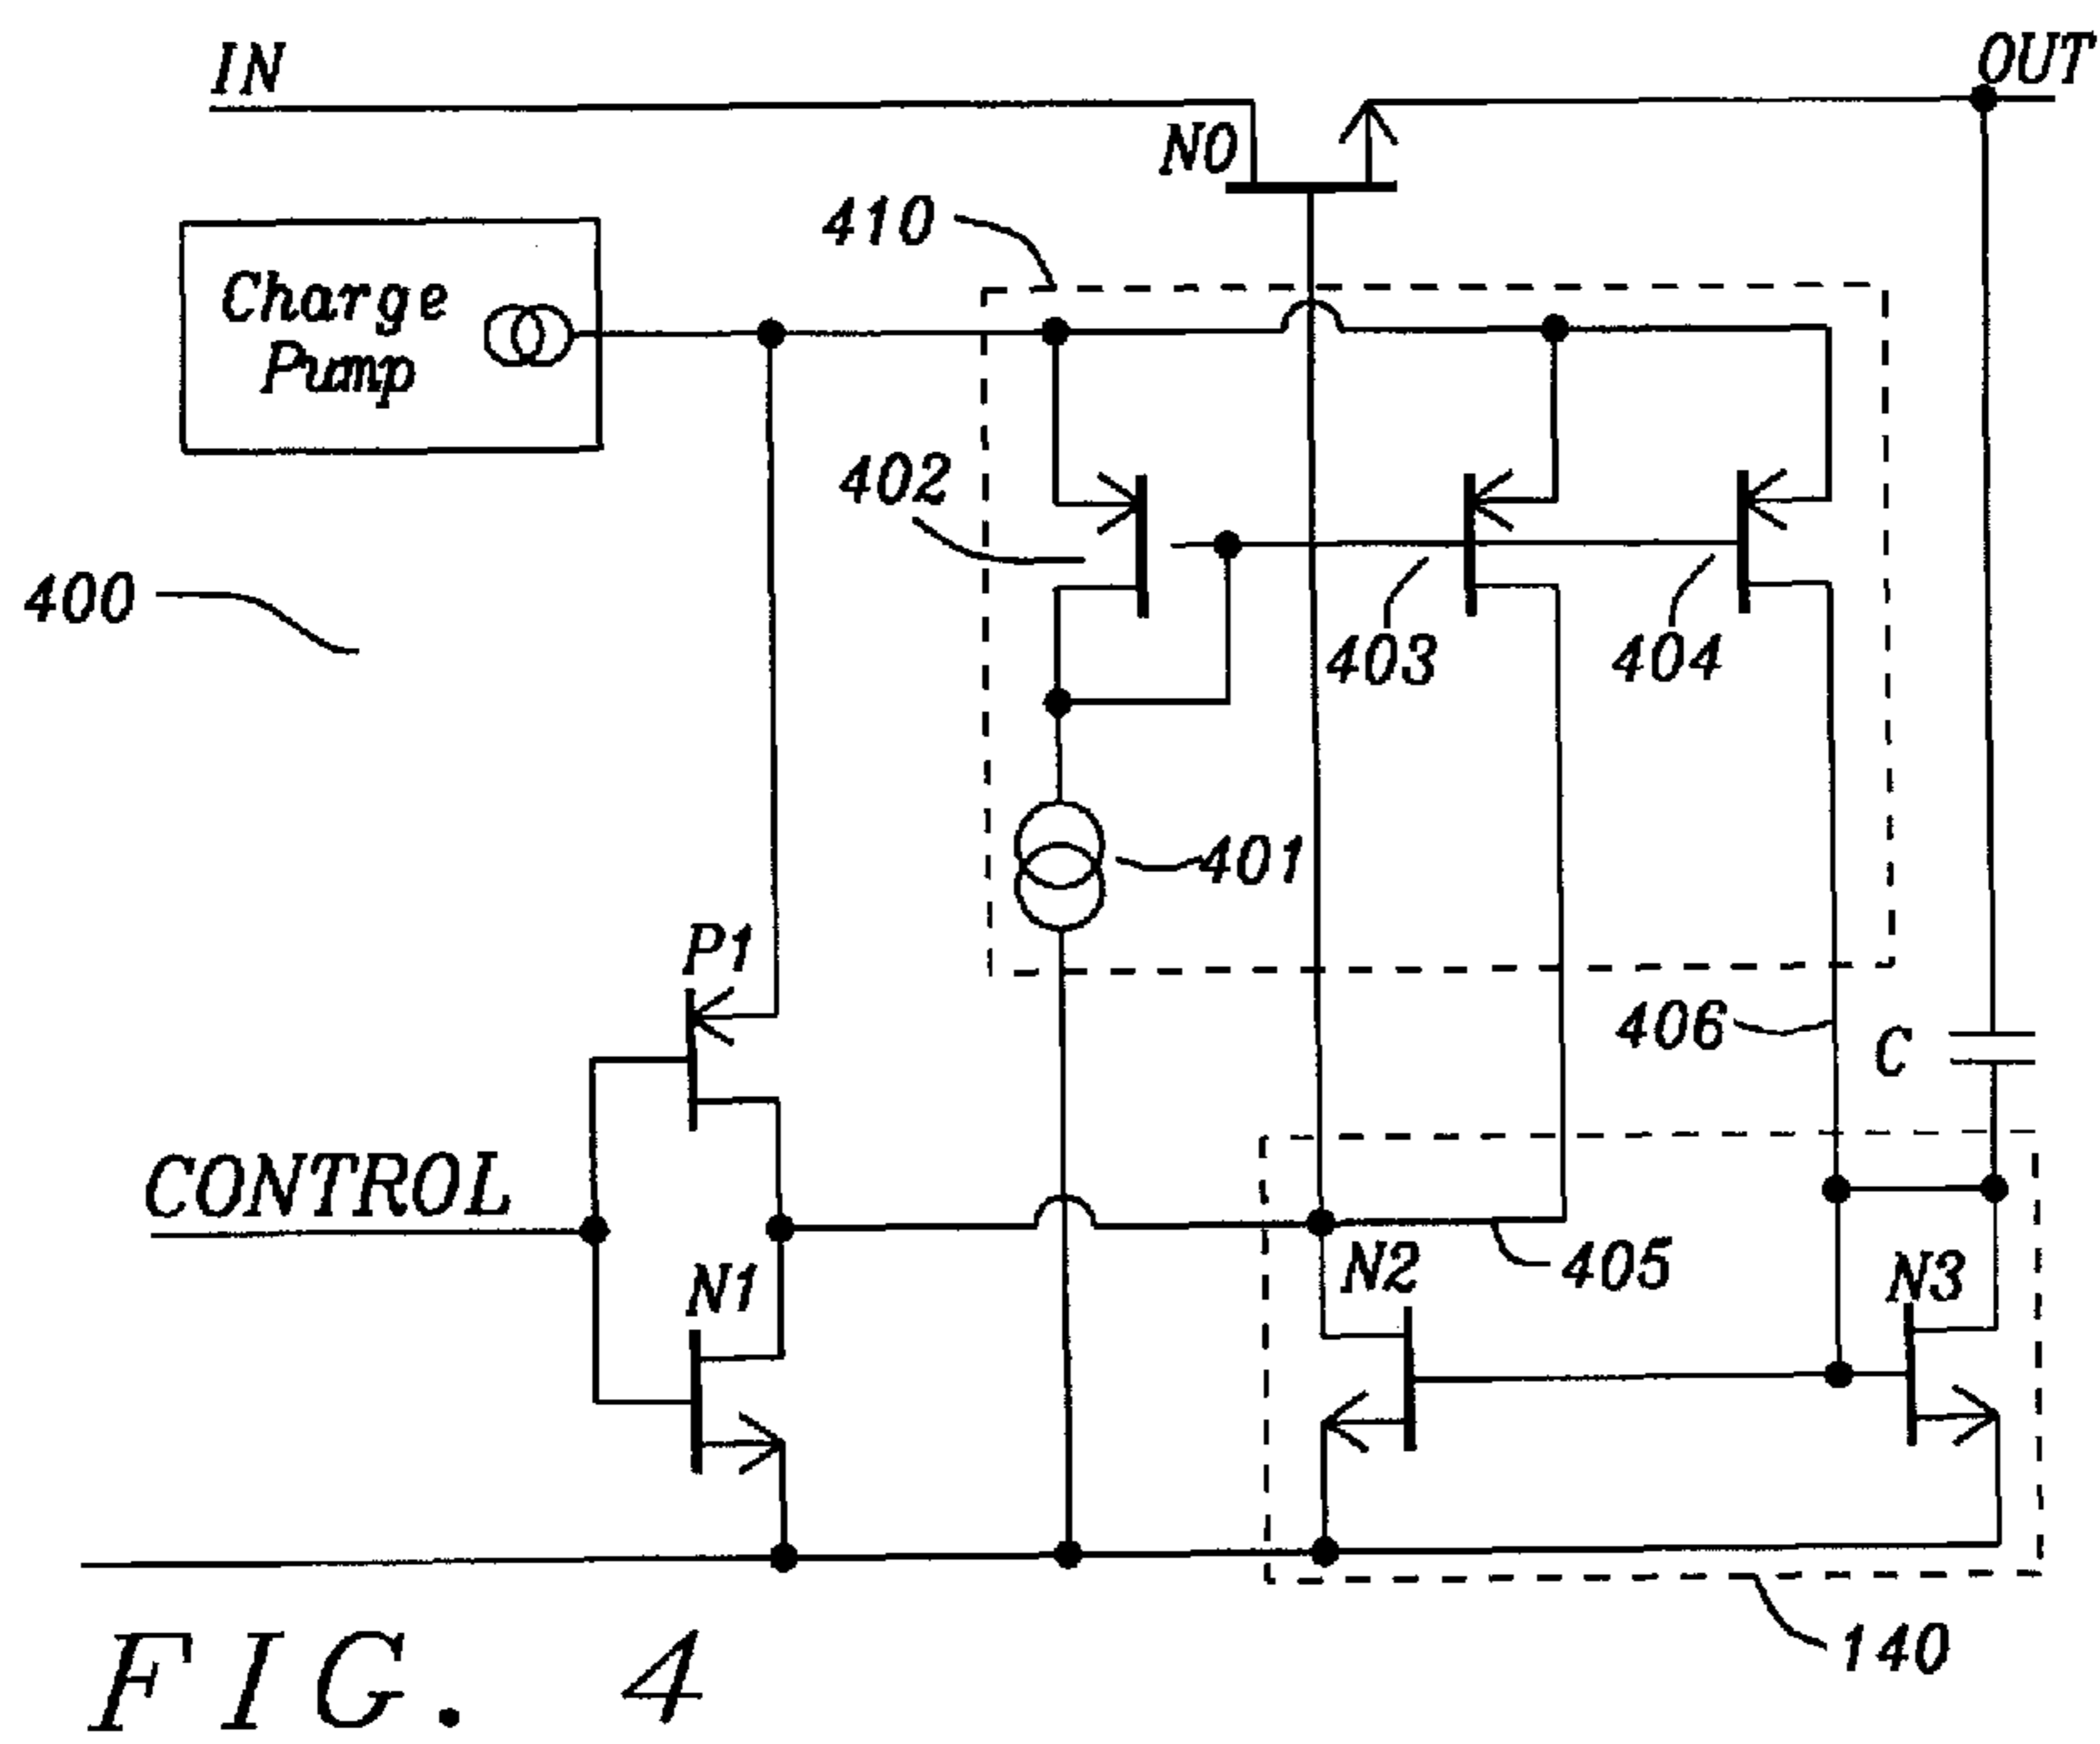 IN
OUT
N0
410
Charge
Pump
402
400
403
404
401
P1
406
C
CONTROL
N1
N2
405
N3
140
FIG. 4